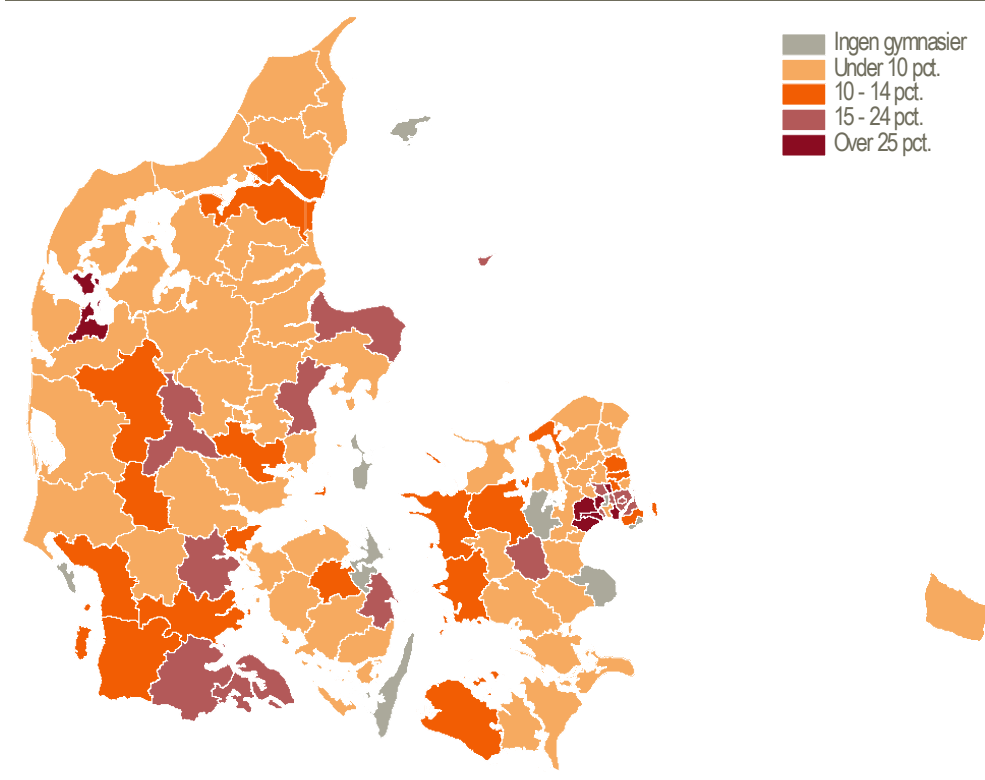 Ingen gymnasier
Under 10 pct.
10 - 14 pct.
15 - 24 pct.
Over 25 pct.